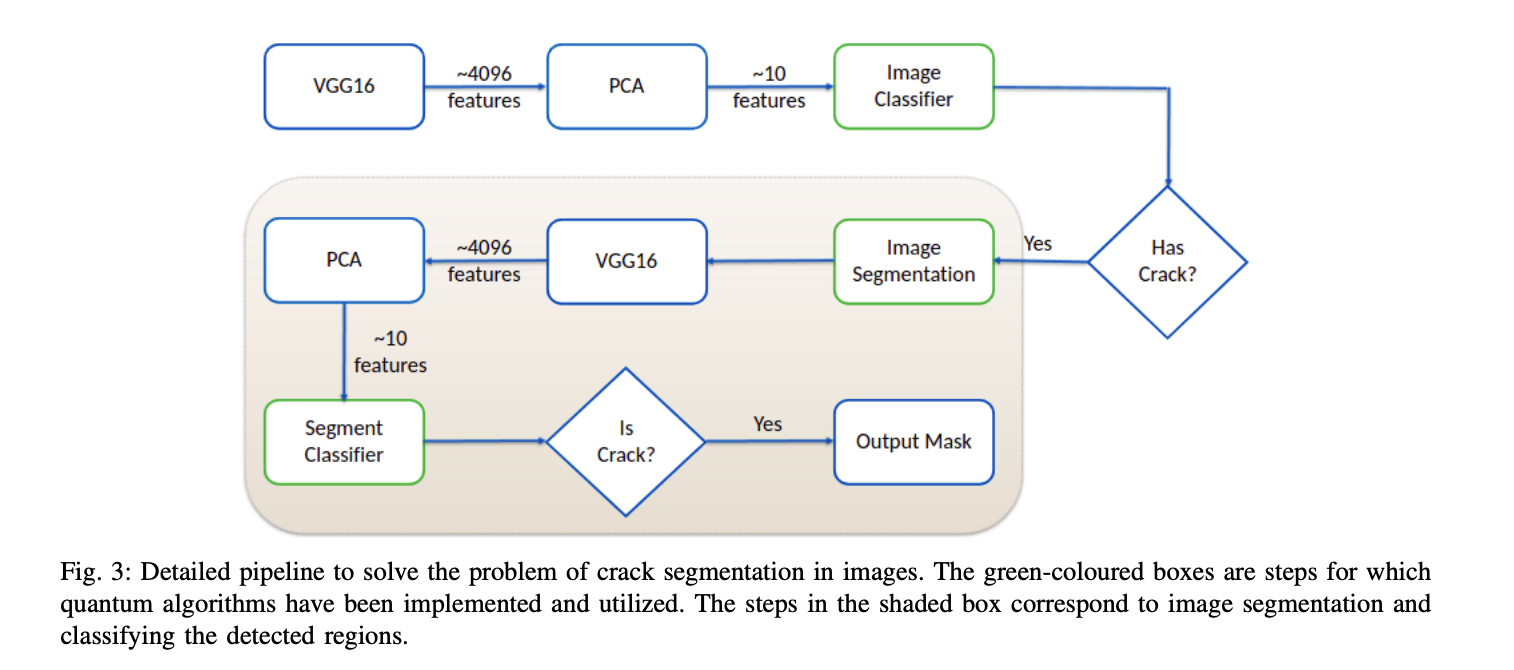 VGG16
~4096
features
PCA
~10
features
Image
Classifier
Has
Crack?
Yes
Image
Segmentation
VGG16
~4096
features
PCA
~10
features
Segment
Classifier
Is
Crack?
Yes
Output Mask
Fig. 3: Detailed pipeline to solve the problem of crack segmentation in images. The green-coloured boxes are steps for which
quantum algorithms have been implemented and utilized. The steps in the shaded box correspond to image segmentation and
classifying the detected regions.